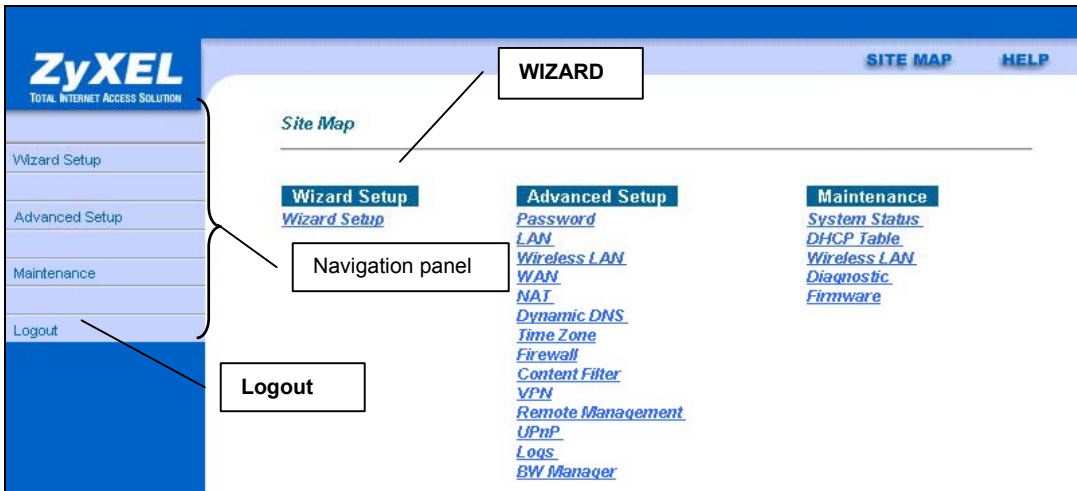 ZyXEL
TOTAL INTERNET ACCESS SOLUTION
SITE MAP
HELP
WIZARD
Site Map
Wizard Setup
Advanced Setup
Maintenance
Logout
Navigation panel
Logout
Wizard Setup
Wizard Setup
Advanced Setup
Password
LAN
Wireless LAN
WAN
NAT
Dynamic DNS
Time Zone
Firewall
Content Filter
VPN
Remote Management
UPnP
Logs
BW Manager
Maintenance
System Status
DHCP Table
Wireless LAN
Diagnostic
Firmware